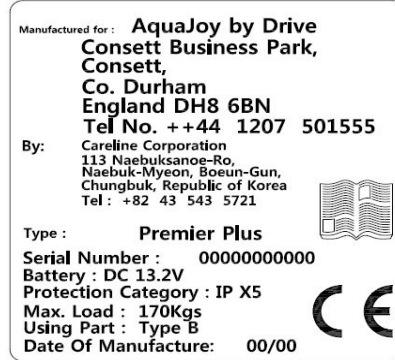 Manufactured for : AquaJoy by Drive
Consett Business Park,
Consett,
Co. Durham
England DH8 6BN
Tel No. ++44 1207 501555
By: Careline Corporation
113 Naebuksanoe-Ro,
Naebuk-Myeon, Boeun-Gun,
Chungbuk, Republic of Korea
Tel : +82 43 543 5721
Type : Premier Plus
Serial Number : 00000000000
Battery : DC 13.2V
Protection Category : IP X5
Max. Load : 170Kgs
Using Part : Type B
Date Of Manufacture: 00/00
CE